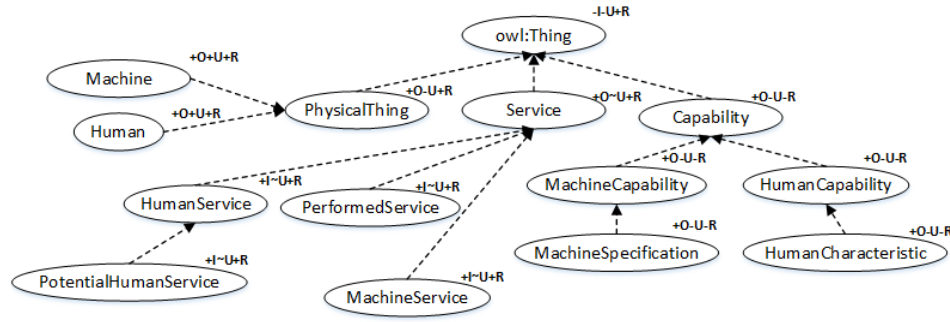 -I-U+R
owl:Thing
+O+U+R
Machine
+O-U+R
PhysicalThing
+O~U+R
Service
+O-U-R
Capability
+O+U+R
Human
+I~U+R
HumanService
+I~U+R
PerformedService
+O-U-R
MachineCapability
+O-U-R
HumanCapability
+I~U+R
PotentialHumanService
+I~U+R
MachineService
+O-U-R
MachineSpecification
+O-U-R
HumanCharacteristic